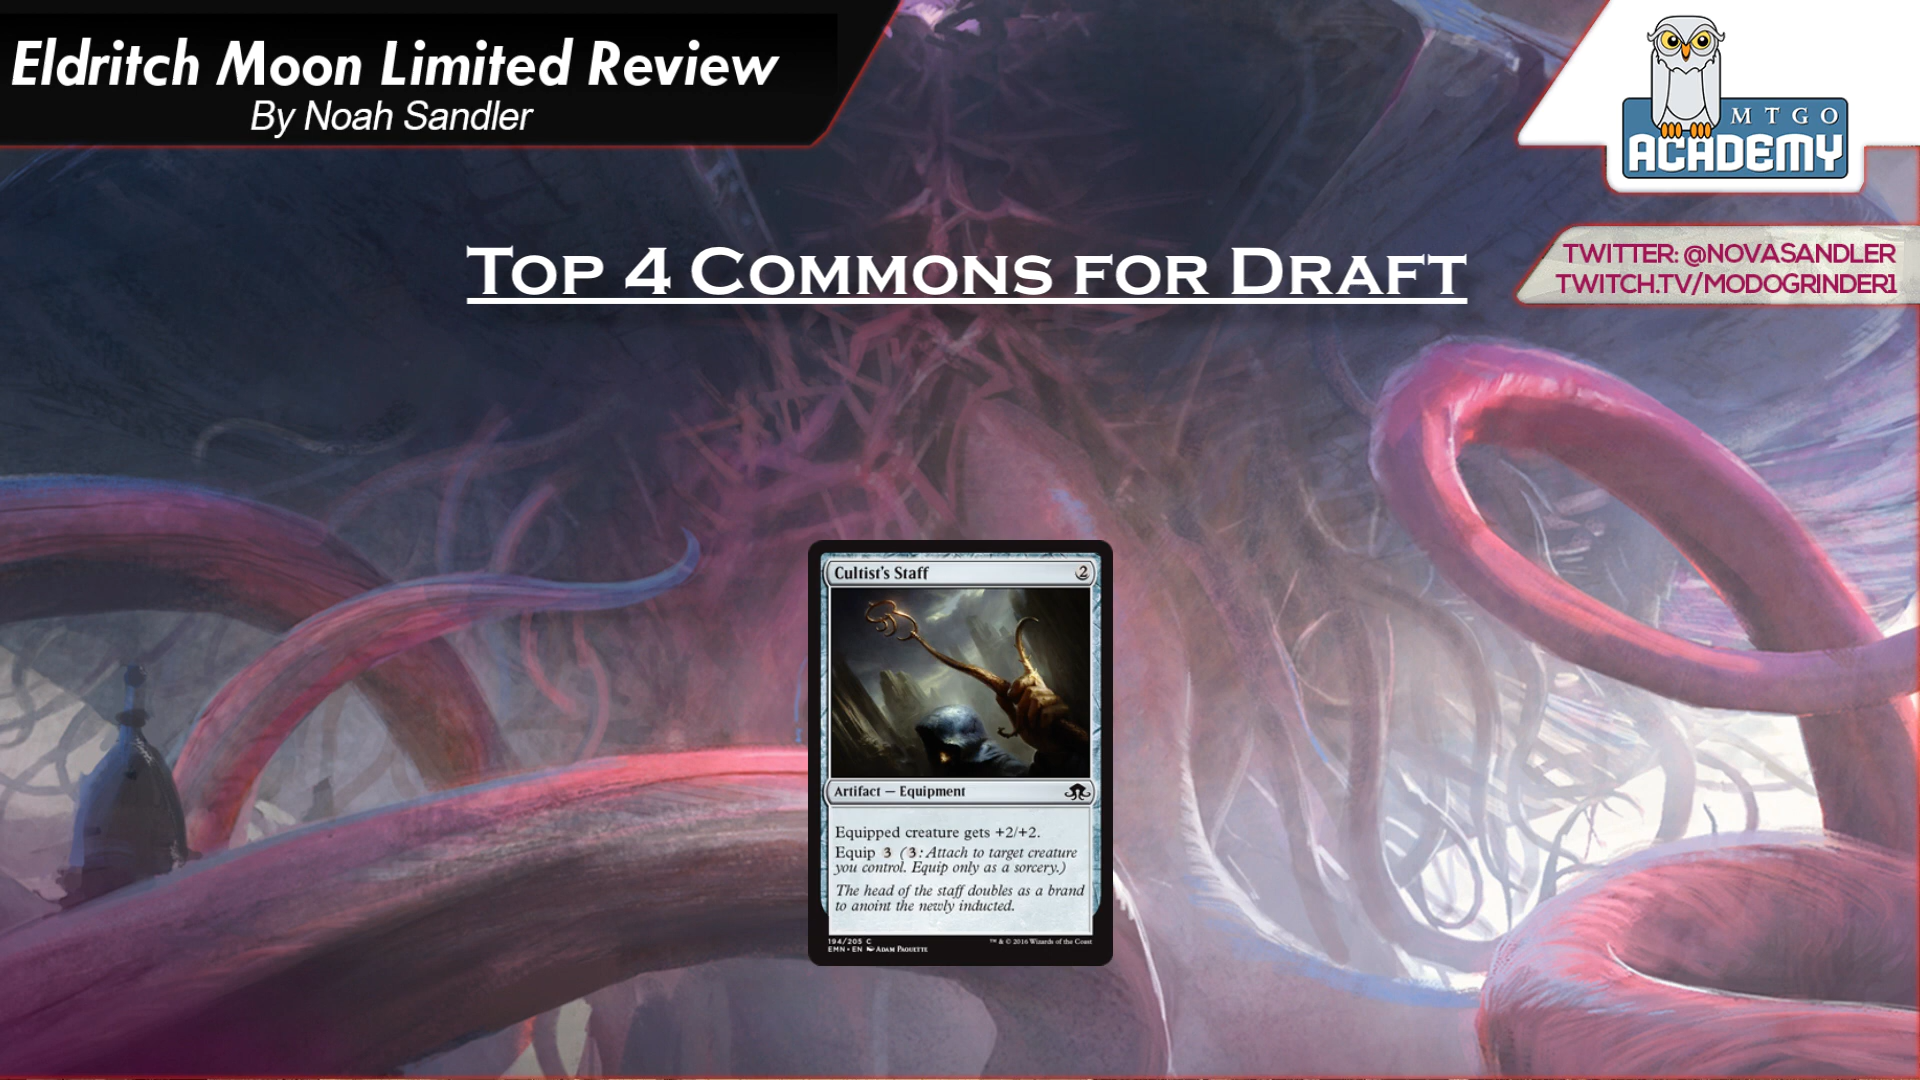 Eldritch Moon Limited Review
By Noah Sandler
MTGO
ACADEMY
TWITTER: @NOVASANDLER
TWITCH.TV/MODOGRINDER1
TOP 4 COMMONS FOR DRAFT
Cultist's Staff 2
Artifact — Equipment
Equipped creature gets +2/+2.
Equip 3 (3: Attach to target creature
you control. Equip only as a sorcery.)
The head of the staff doubles as a brand
to anoint the newly inducted.
194/205 C
EMN • EN ADAM PAQUETTE
™ & © 2016 Wizards of the Coast